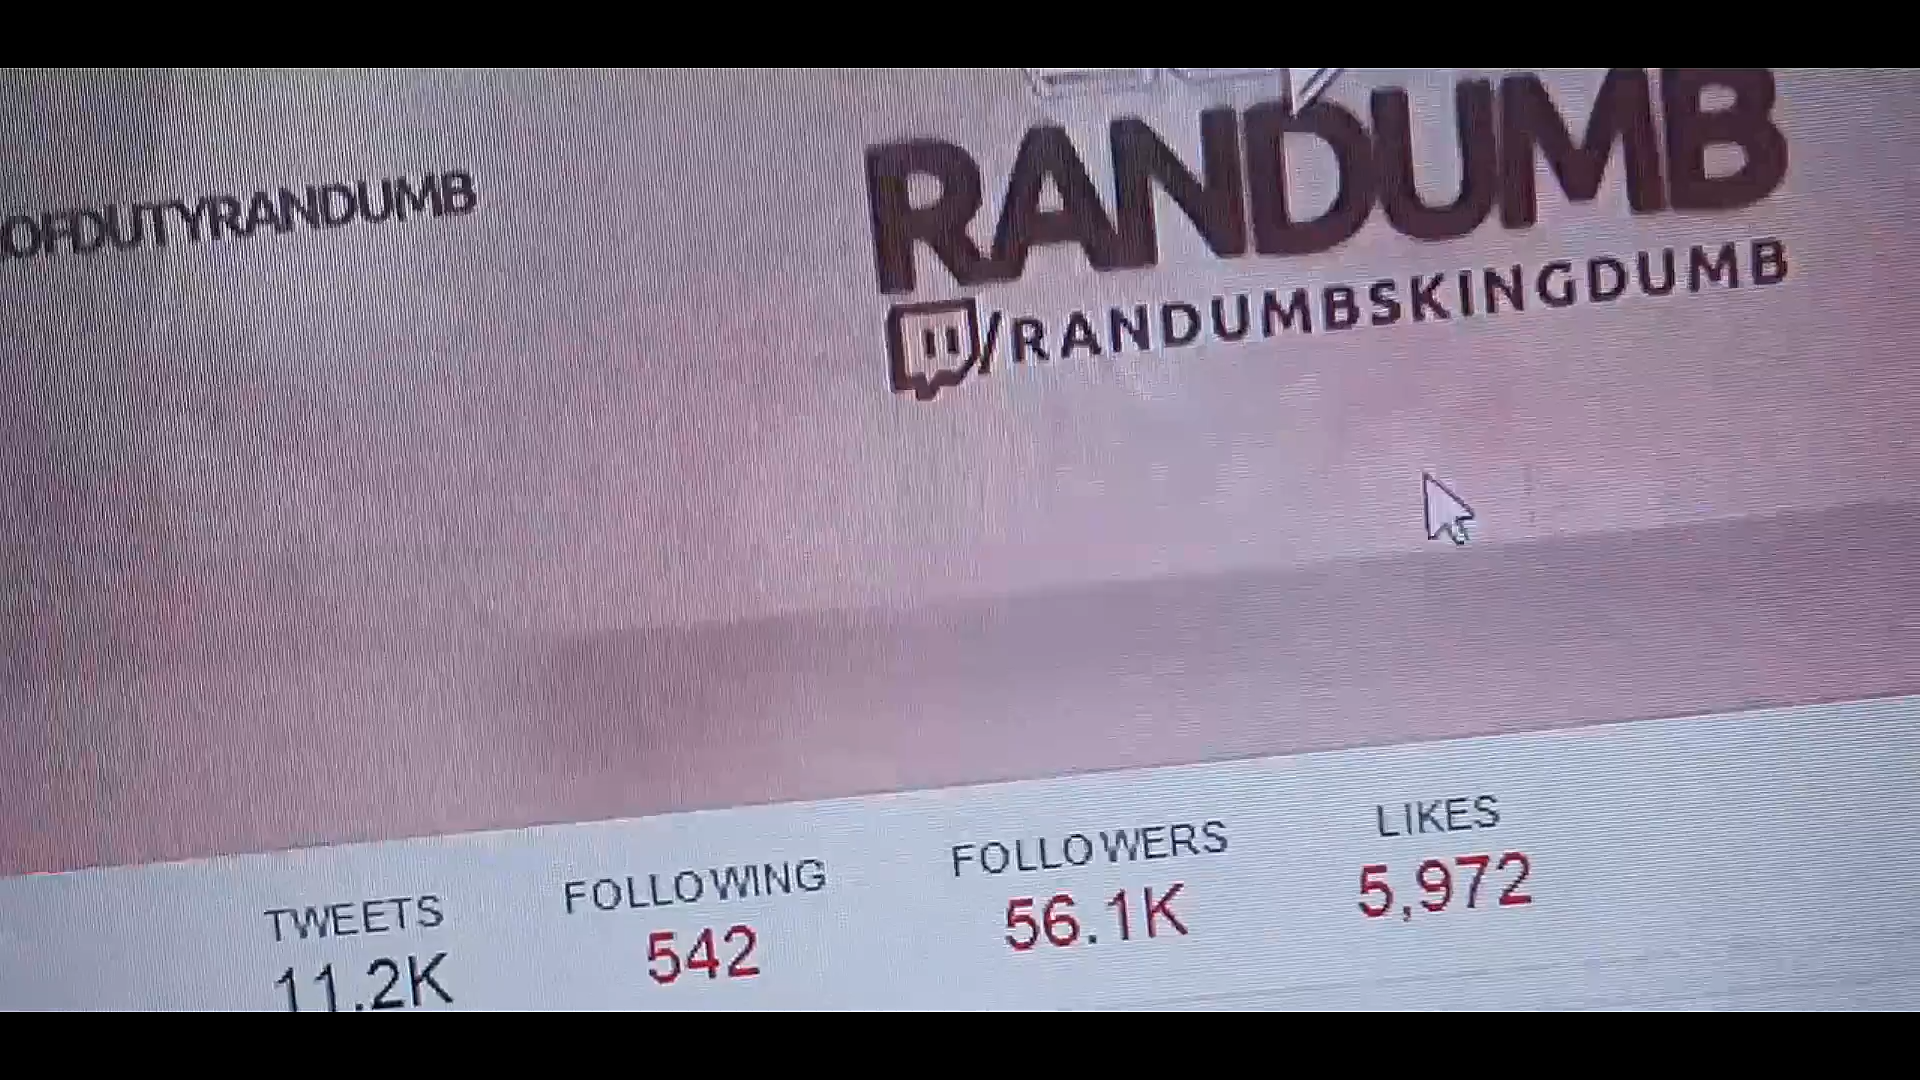 OFDUTYRANDUMB
RANDUMB
/RANDUMBSKINGDUMB
TWEETS FOLLOWING FOLLOWERS LIKES
11.2K 542 56.1K 5,972